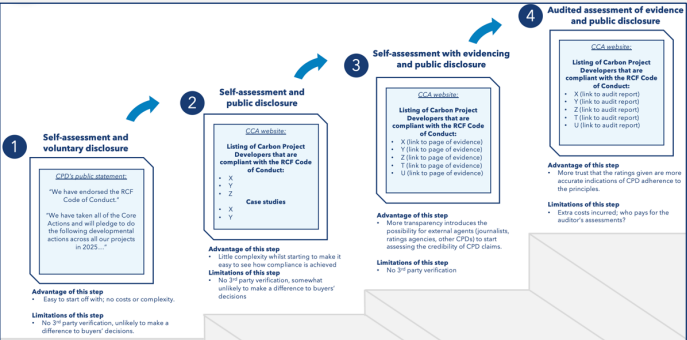 1
Self-assessment and
voluntary disclosure
CPD's public statement:
"We have endorsed the RCF
Code of Conduct."
"We have taken all of the Core
Actions and will pledge to do
the following developmental
actions across all our projects
in 2025..."
Advantage of this step
• Easy to start off with; no costs or complexity.
Limitations of this step
• No 3rd party verification, unlikely to make a
difference to buyers' decisions.
2
Self-assessment and
public disclosure
CCA website:
Listing of Carbon Project
Developers that are
compliant with the RCF Code
of Conduct:
• X
• Y
• Z
Case studies
• X
• Y
Advantage of this step
• Little complexity whilst starting to make it
easy to see how compliance is achieved
Limitations of this step
• No 3rd party verification, somewhat
unlikely to make a difference to buyers'
decisions
3
Self-assessment with evidencing
and public disclosure
CCA website:
Listing of Carbon Project
Developers that are
compliant with the RCF Code
of Conduct:
• X (link to page of evidence)
• Y (link to page of evidence)
• Z (link to page of evidence)
• T (link to page of evidence)
• U (link to page of evidence)
Advantage of this step
• More transparency introduces the
possibility for external agents (journalists,
ratings agencies, other CPDs) to start
assessing the credibility of CPD claims.
Limitations of this step
• No 3rd party verification
4
Audited assessment of evidence
and public disclosure
CCA website:
Listing of Carbon Project
Developers that are
compliant with the RCF Code
of Conduct:
• X (link to audit report)
• Y (link to audit report)
• Z (link to audit report)
• T (link to audit report)
• U (link to audit report)
Advantage of this step
• More trust that the ratings given are more
accurate indications of CPD adherence to
the principles.
Limitations of this step
• Extra costs incurred; who pays for the
auditor's assessments?